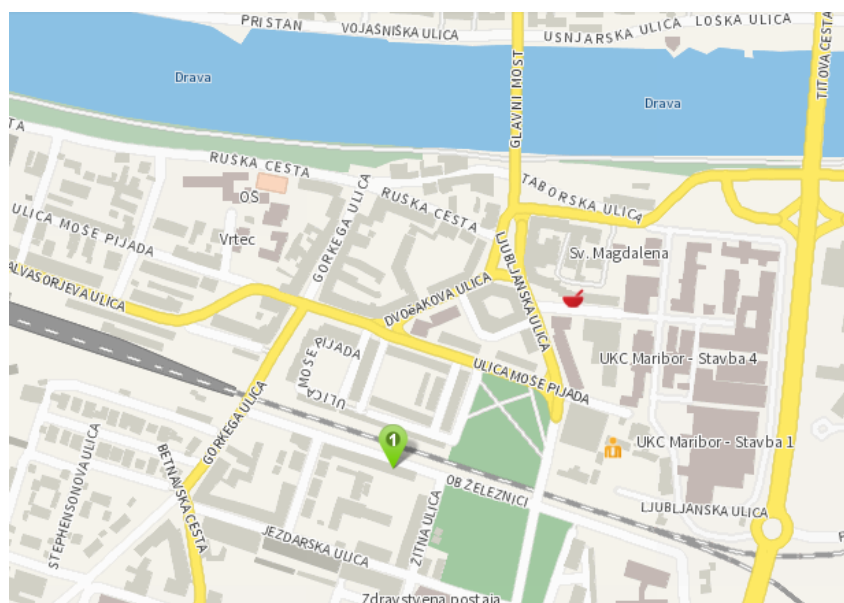 PRISTAN
VOJAŠNIŠKA ULICA
USNJARSKA ULICA
LOŠKA ULICA
TITOVA CESTA
GLAVNI MOST
Drava
Drava
TA
RUŠKA CESTA
TABORSKA ULICA
OŠ
RUŠKA CESTA
GORKEGA ULICA
ULICA MOŠE PIJADA
Vrtec
LJUBLJANSKA ULICA
Sv. Magdalena
ALVASORJEVA ULICA
DVOèAKOVA ULICA
ULICA MOŠE PIJADA
UKC Maribor - Stavba 4
ULICA MOŠE PIJADA
GORKEGA ULICA
1
UKC Maribor - Stavba 1
STEPHENSONOVA ULICA
BETNAVSKA CESTA
OB ŽELEZNICI
LJUBLJANSKA ULICA
ŽITNA ULICA
JEZDARSKA ULICA
Zdravstvena postaja